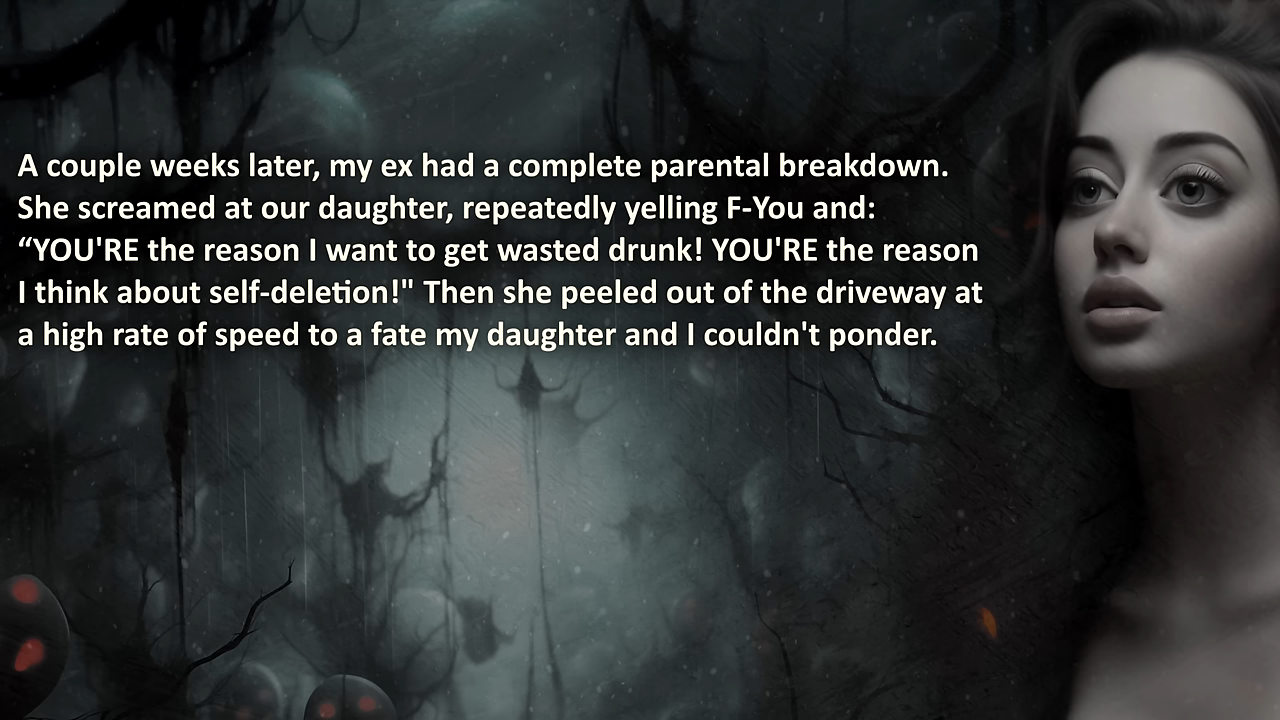 A couple weeks later, my ex had a complete parental breakdown.
She screamed at our daughter, repeatedly yelling F-You and:
“YOU'RE the reason I want to get wasted drunk! YOU'RE the reason
I think about self-deletion!" Then she peeled out of the driveway at
a high rate of speed to a fate my daughter and I couldn't ponder.